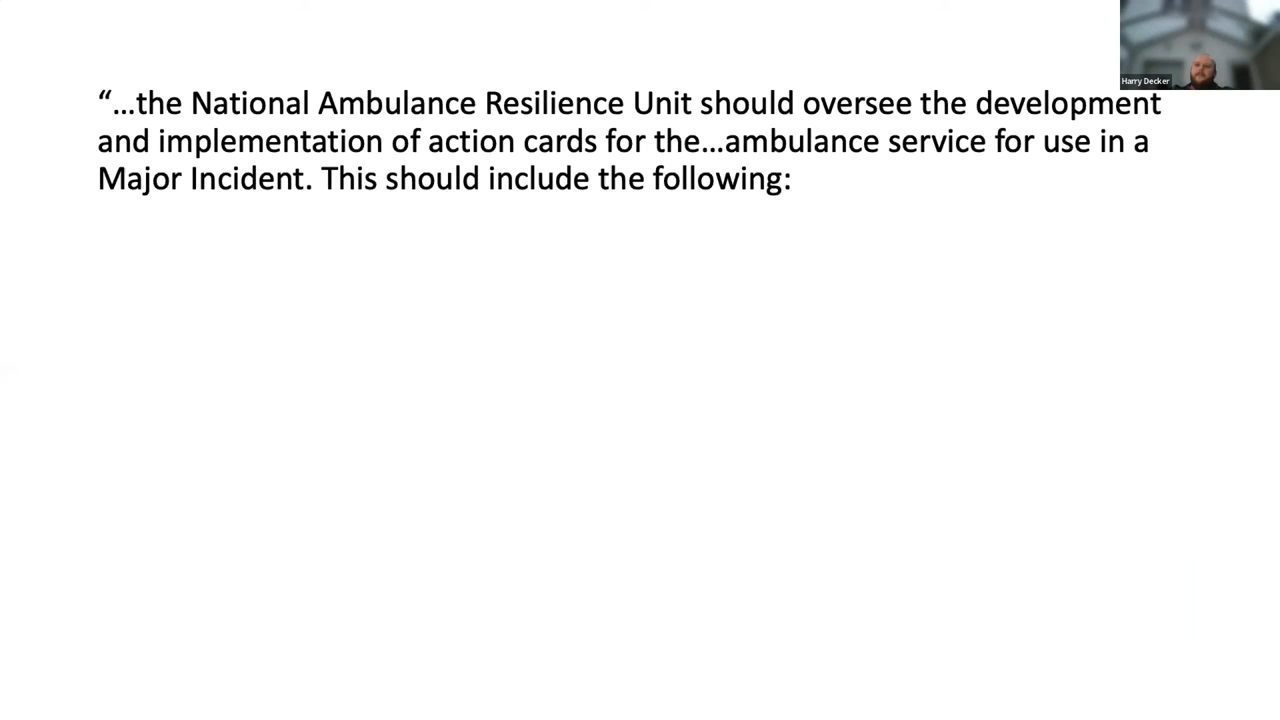 Harry Decker
“…the National Ambulance Resilience Unit should oversee the development
and implementation of action cards for the…ambulance service for use in a
Major Incident. This should include the following: